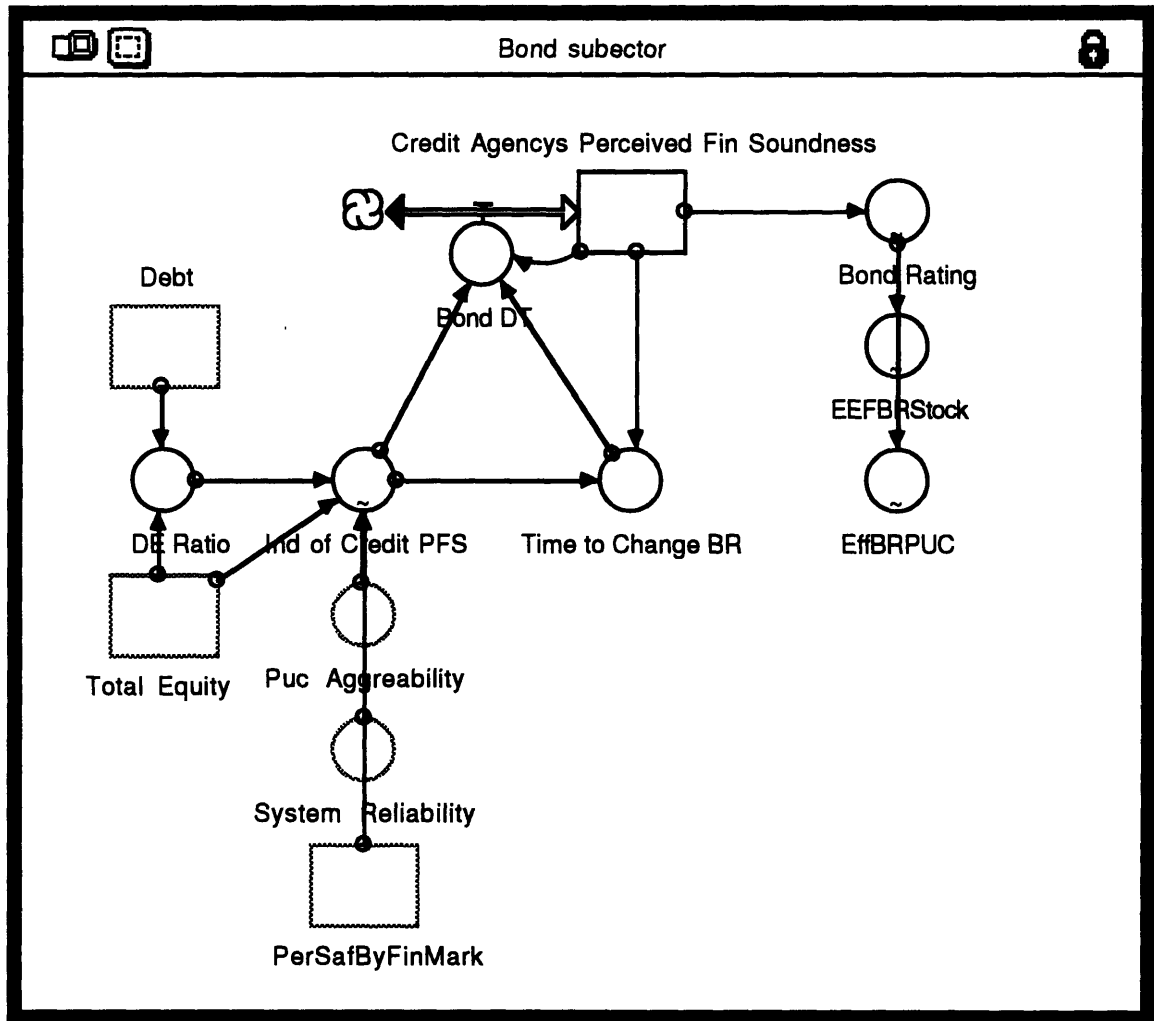 Bond subector
Credit Agencys Perceived Fin Soundness
Debt
Bond Rating
Bond DT
EEFBRStock
DE Ratio
Ind of Credit PFS
Time to Change BR
EffBRPUC
Total Equity
Puc Aggreability
System Reliability
PerSafByFinMark